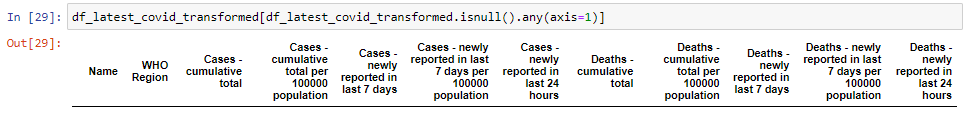 In [29]: df_latest_covid_transformed[df_latest_covid_transformed.isnull().any(axis=1)]
Out[29]:
Name
WHO
Region
Cases -
cumulative
total
Cases -
cumulative
total per
100000
population
Cases -
newly
reported in
last 7 days
Cases - newly
reported in last
7 days per
100000
population
Cases -
newly
reported in
last 24
hours
Deaths -
cumulative
total
Deaths -
cumulative
total per
100000
population
Deaths -
newly
reported in
last 7 days
Deaths - newly
reported in last
7 days per
100000
population
Deaths -
newly
reported in
last 24
hours